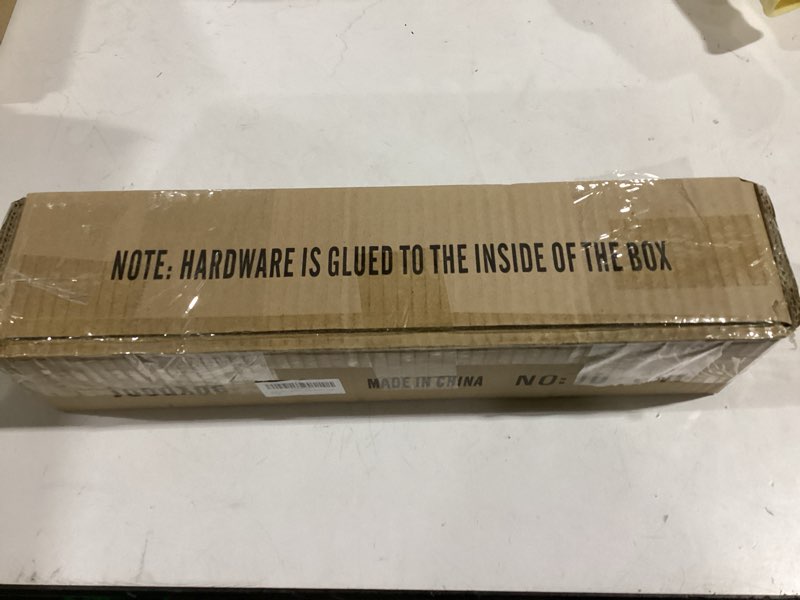 NOTE: HARDWARE IS GLUED TO THE INSIDE OF THE BOX
MADE IN CHINA
NO: